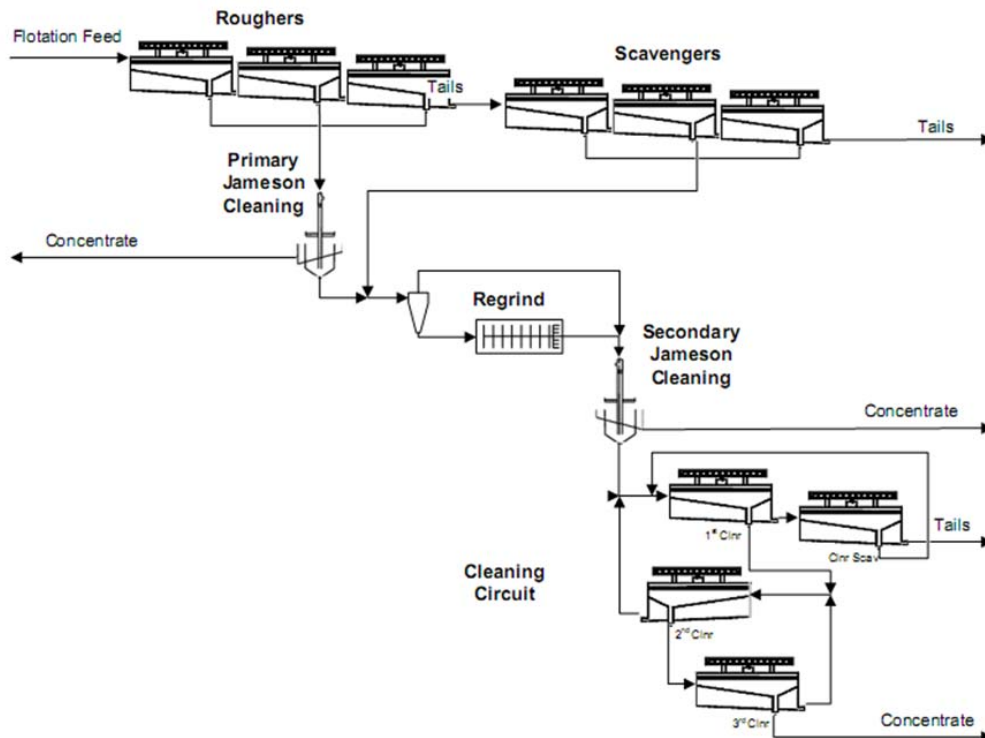 Roughers
Flotation Feed
Scavengers
Tails
Tails
Primary
Jameson
Cleaning
Concentrate
Regrind
Secondary
Jameson
Cleaning
Concentrate
1st Clnr
Clnr Scav
Tails
Cleaning
Circuit
2nd Clnr
3rd Clnr
Concentrate